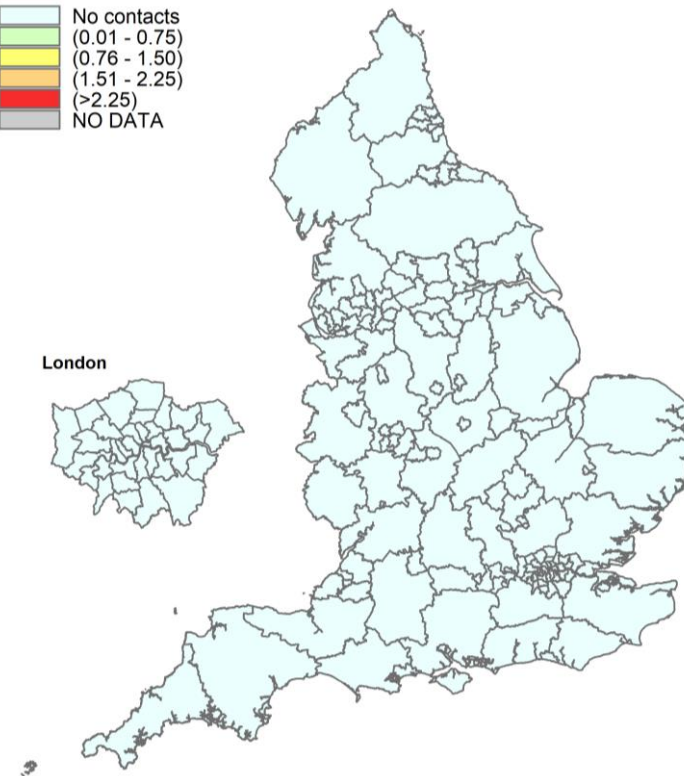 No contacts
(0.01 - 0.75)
(0.76 - 1.50)
(1.51 - 2.25)
(>2.25)
NO DATA
London